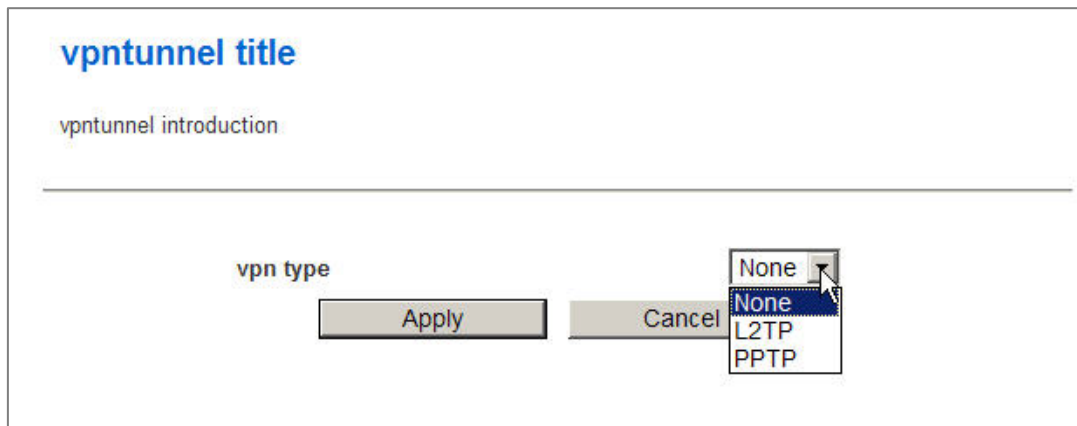 vpntunnel title
vpntunnel introduction
vpn type None
None
Apply Cancel
L2TP
PPTP